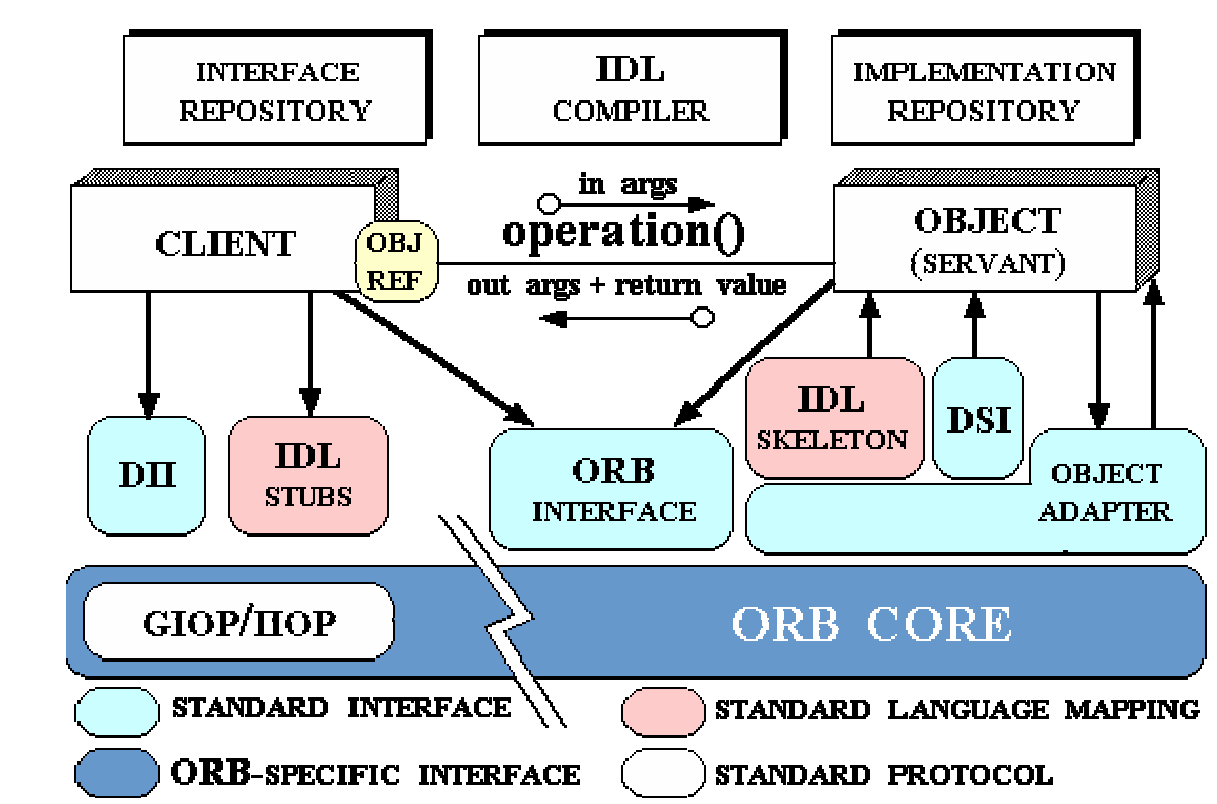 INTERFACE
REPOSITORY
IDL
COMPILER
IMPLEMENTATION
REPOSITORY
in args
operation()
out args + return value
CLIENT
OBJ
REF
OBJECT
(SERVANT)
DII
IDL
STUBS
ORB
INTERFACE
IDL
SKELETON
DSI
OBJECT
ADAPTER
GIOP/IIOP
ORB CORE
STANDARD INTERFACE
STANDARD LANGUAGE MAPPING
ORB-SPECIFIC INTERFACE
STANDARD PROTOCOL